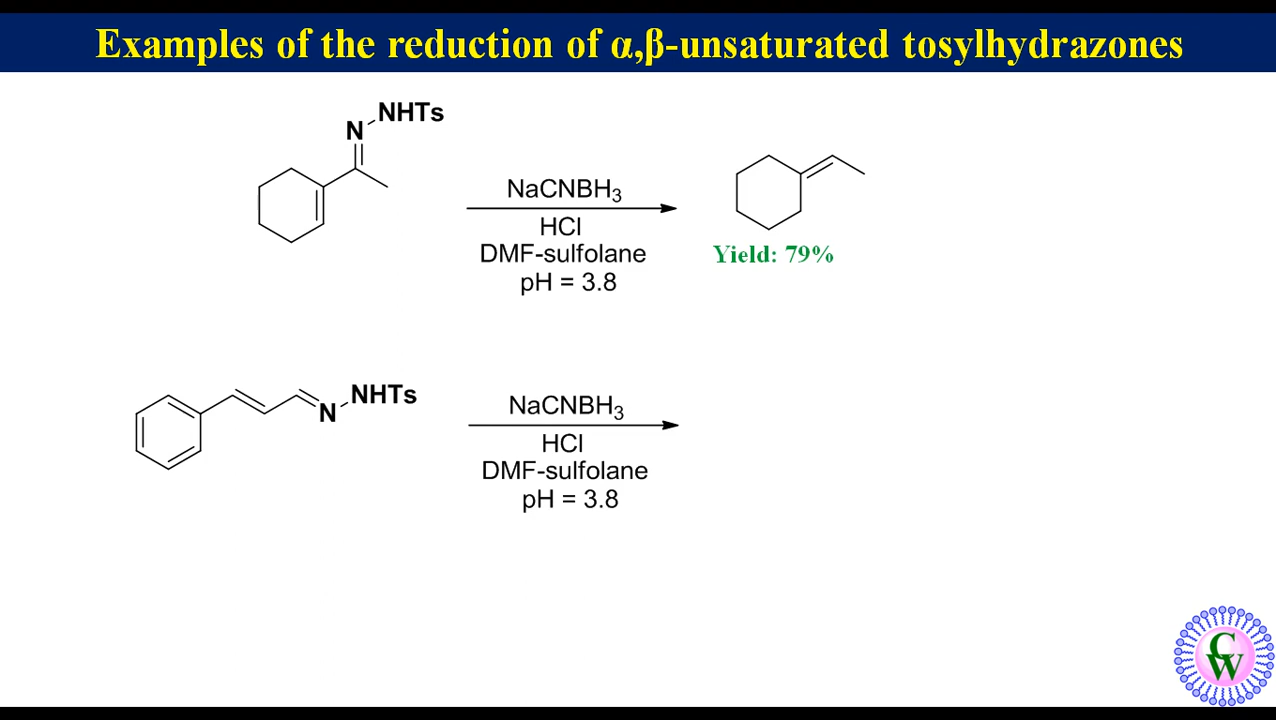 Examples of the reduction of α,β-unsaturated tosylhydrazones
NHTs
N
NaCNBH3
HCl
DMF-sulfolane
pH = 3.8
Yield: 79%
NHTs
N
NaCNBH3
HCl
DMF-sulfolane
pH = 3.8
C
W